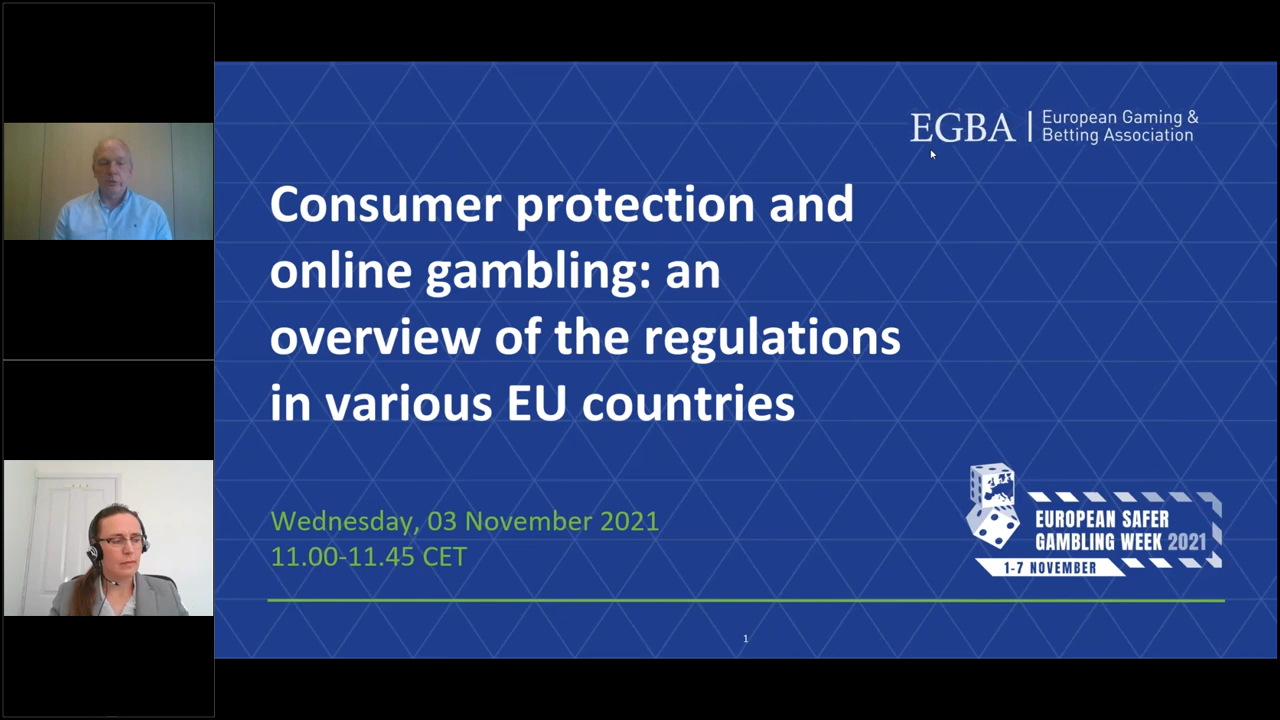 EGBA
European Gaming &
Betting Association
Consumer protection and
online gambling: an
overview of the regulations
in various EU countries
Wednesday, 03 November 2021
11.00-11.45 CET
EUROPEAN SAFER
GAMBLING WEEK 2021
1-7 NOVEMBER
1